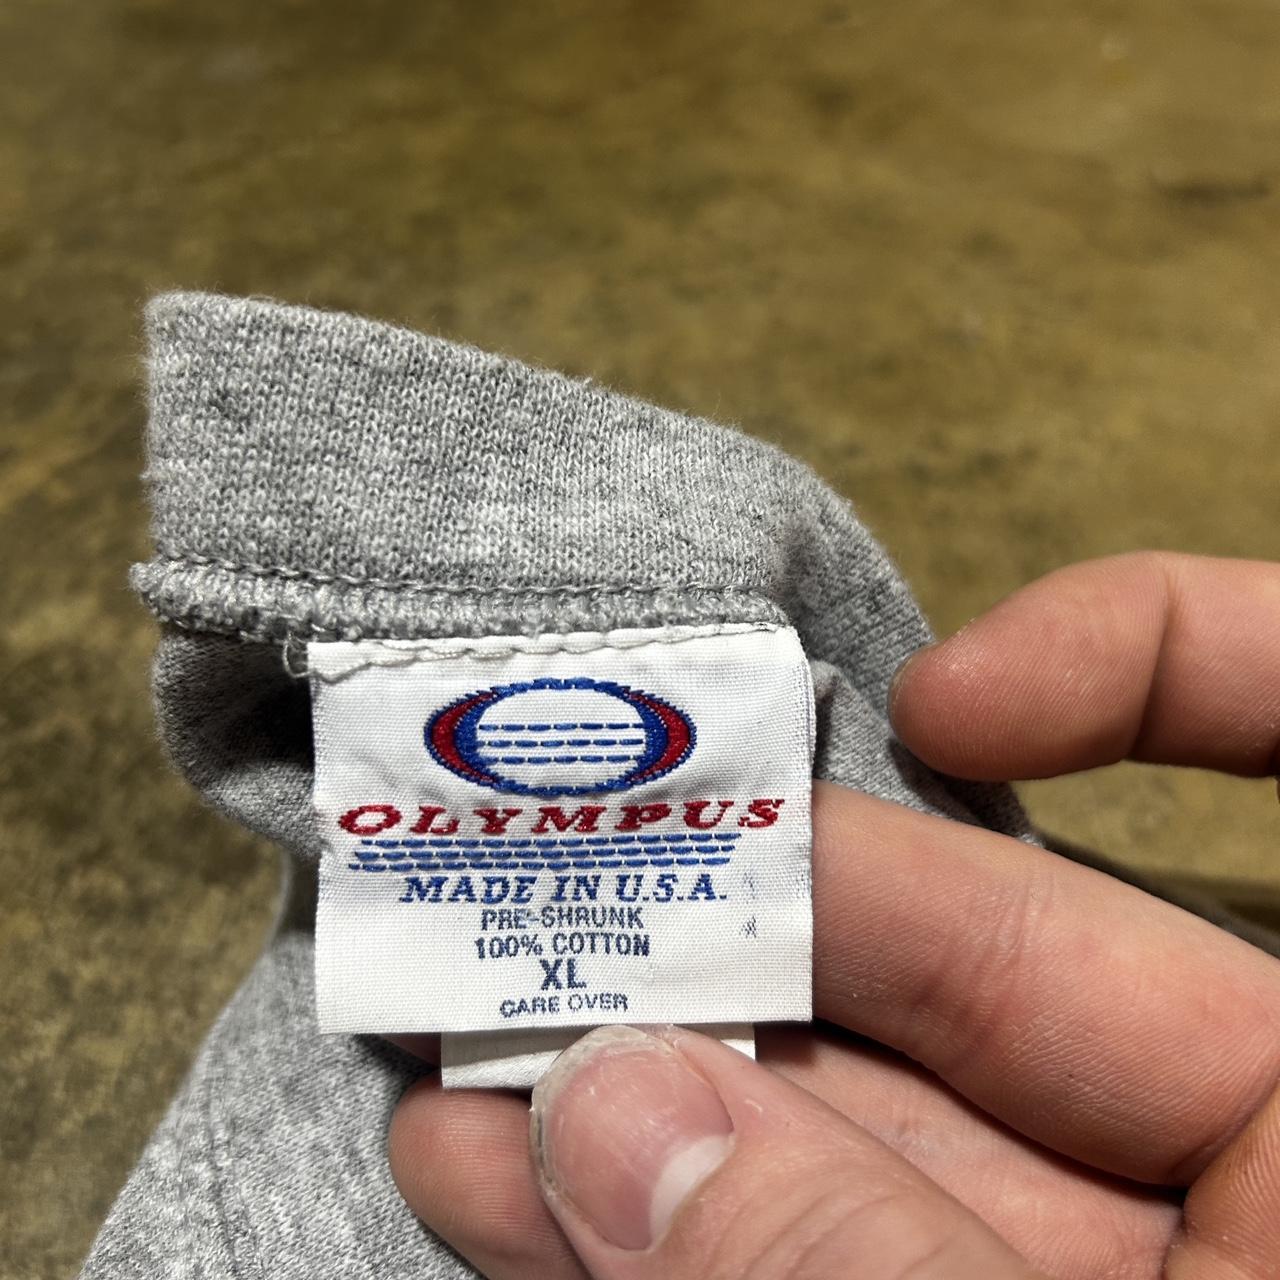 OLYMPUS
MADE IN U.S.A.
PRE-SHRUNK
100% COTTON
XL
CARE OVER